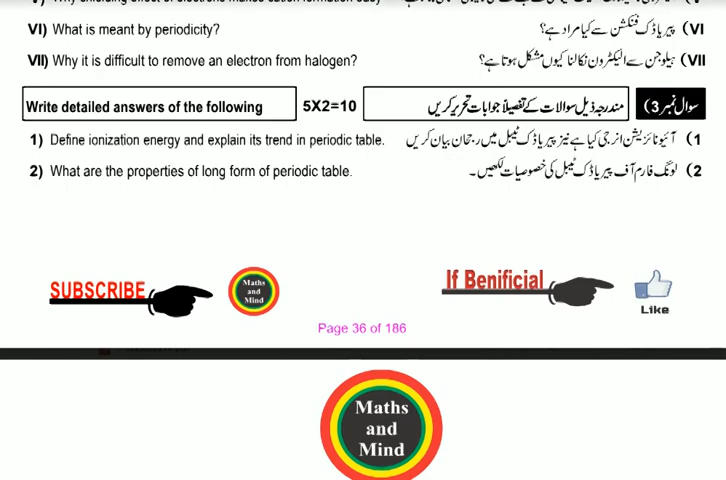 VI) What is meant by periodicity? VI) پیریاڈک فنکشن سے کیا مراد ہے؟
VII) Why it is difficult to remove an electron from halogen? VII) ہیلوجن سے الیکٹرون نکالنا کیوں مشکل ہوتا ہے؟
Write detailed answers of the following 5X2=10 مندرجہ ذیل سوالات کے تفصیلاً جوابات تحریر کریں سوال نمبر 3)
1) Define ionization energy and explain its trend in periodic table. 1) آئیونائزیشن انرجی کیا ہے نیز پیریاڈک ٹیبل میں رجحان بیان کریں
2) What are the properties of long form of periodic table. 2) لونگ فارم آف پیریاڈک ٹیبل کی خصوصیات لکھیں۔
SUBSCRIBE
Maths
and
Mind
If Benificial
Like
Page 36 of 186
Maths
and
Mind